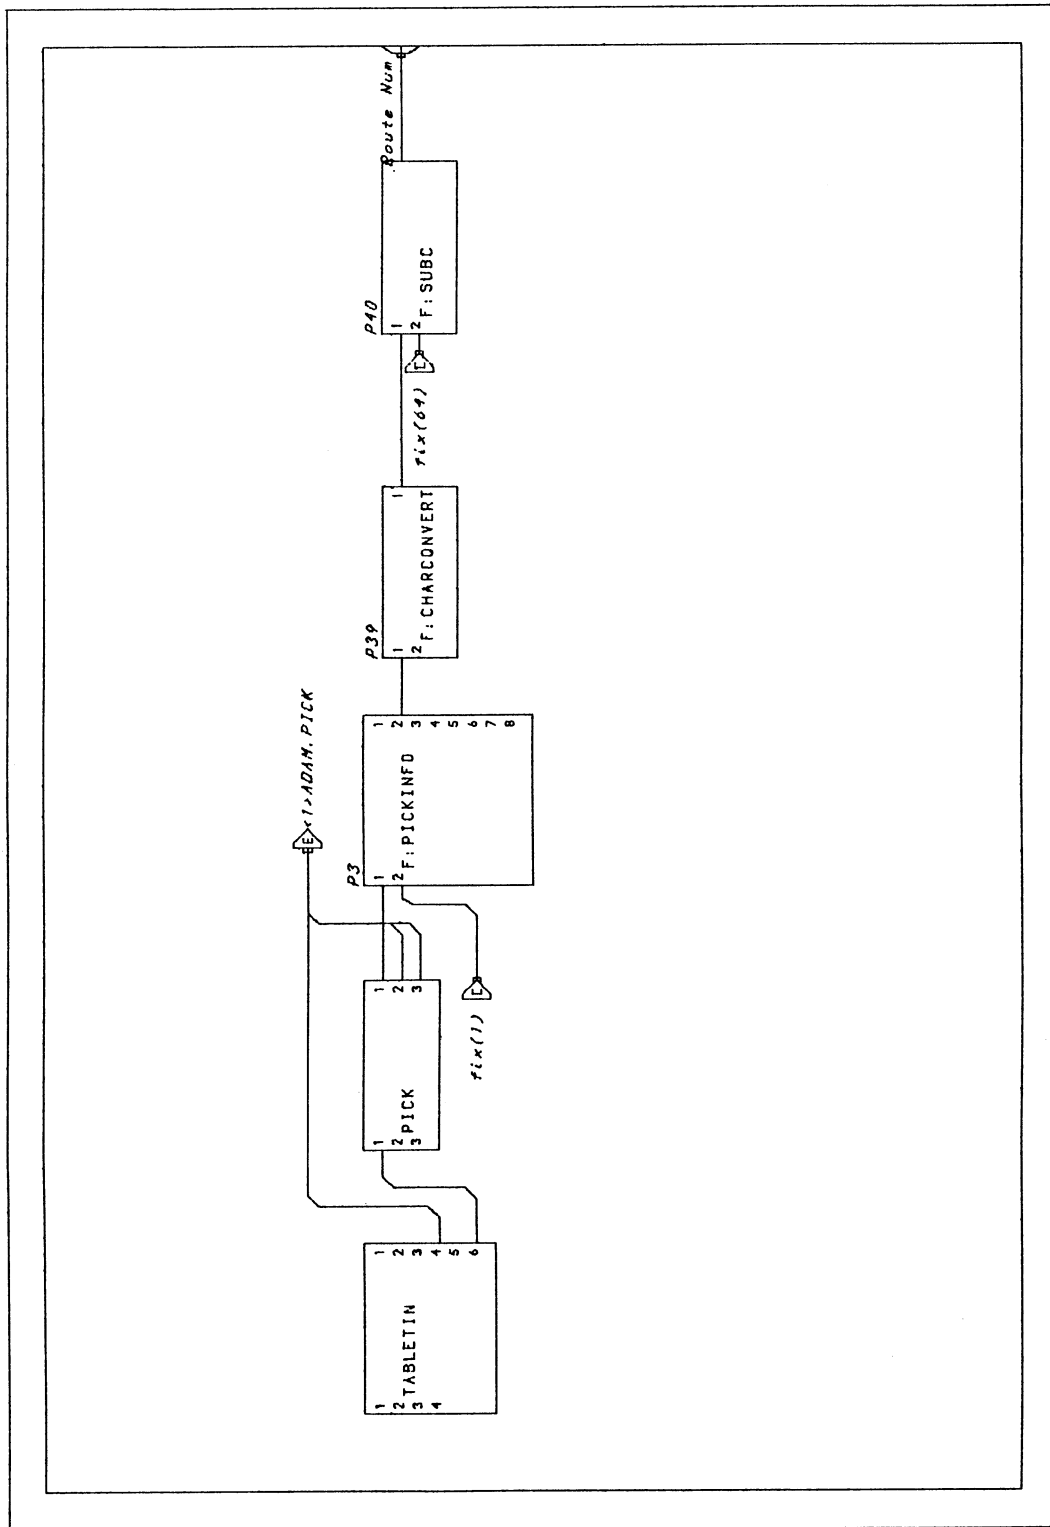 TABLETIN
1
2
3
4
1
2
3
4
5
6
PICK
1
2
3
1
2
3
fix(1)
C
E
<1>ADAM.PICK
P3
F:PICKINFO
1
2
1
2
3
4
5
6
7
8
P39
F:CHARCONVERT
1
2
1
fix(64)
C
P40
F:SUBC
1
2
Route Num